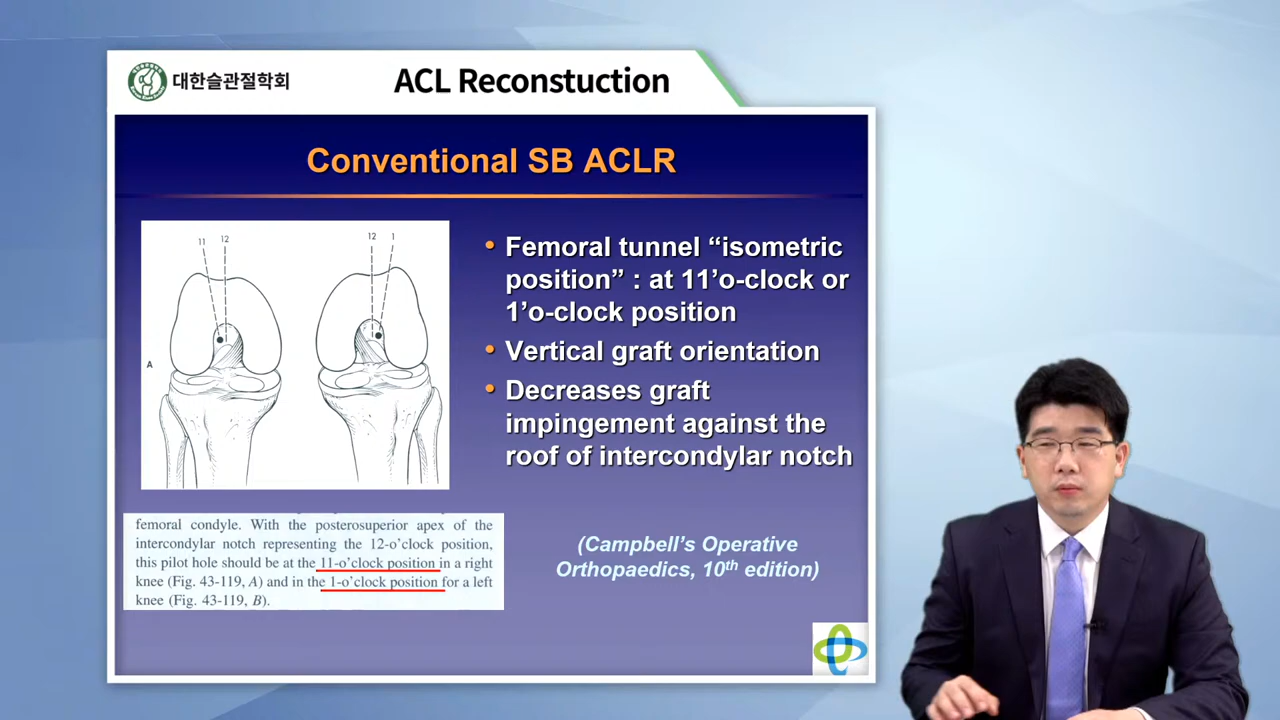 대한슬관절학회
ACL Reconstuction
Conventional SB ACLR
11 12
12 1
A
• Femoral tunnel “isometric
position” : at 11’o-clock or
1’o-clock position
• Vertical graft orientation
• Decreases graft
impingement against the
roof of intercondylar notch
femoral condyle. With the posterosuperior apex of the
intercondylar notch representing the 12-o’clock position,
this pilot hole should be at the 11-o’clock position in a right
knee (Fig. 43-119, A) and in the 1-o’clock position for a left
knee (Fig. 43-119, B).
(Campbell’s Operative
Orthopaedics, 10th edition)